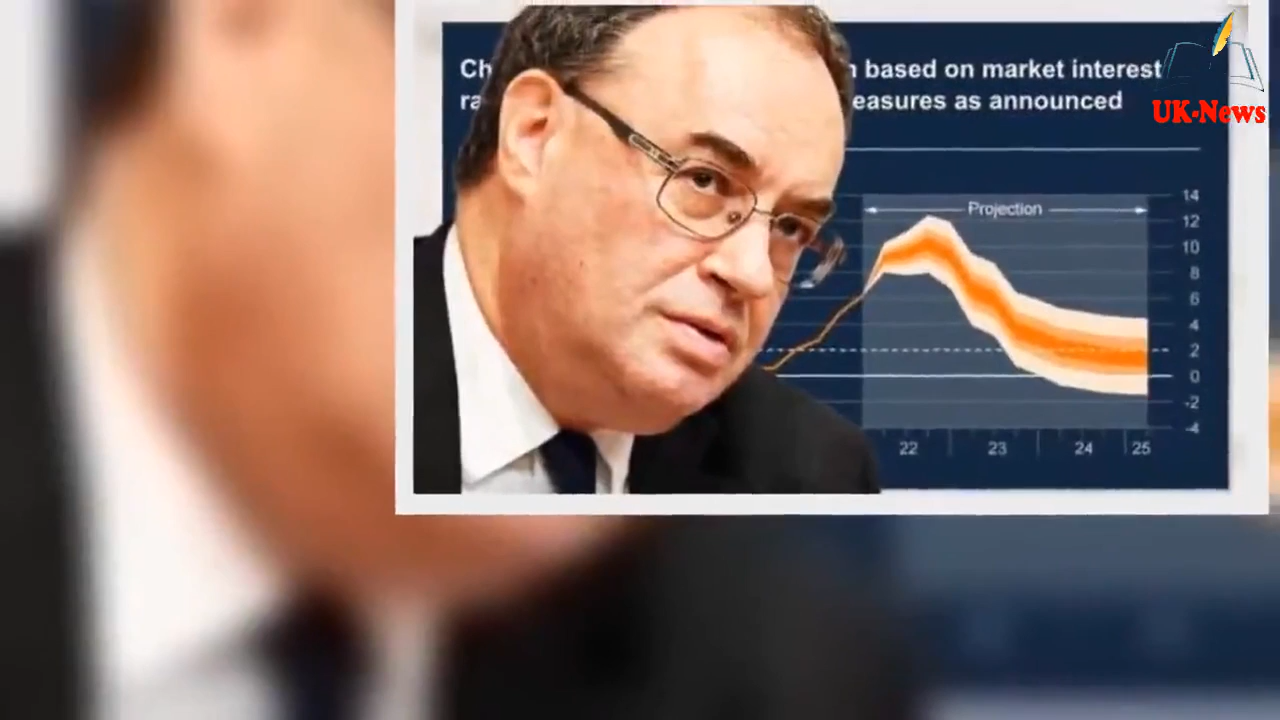 Ch n based on market interest
ra easures as announced
UK-News
Projection
14
12
10
8
6
4
2
0
-2
-4
22 23 24 25